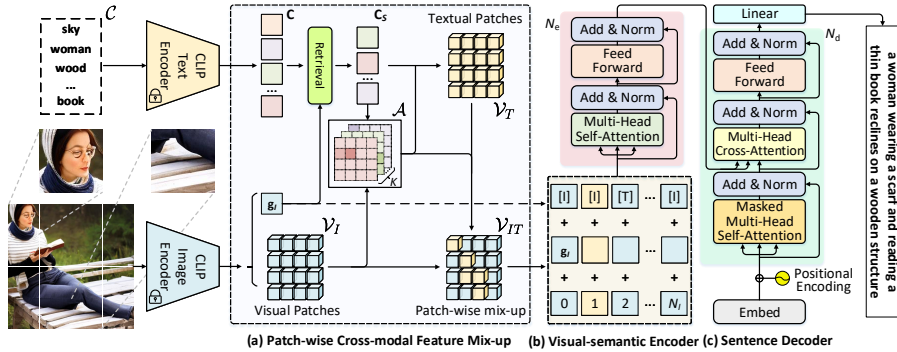 C
sky
woman
wood
...
book
CLIP
Text
Encoder
CLIP
Image
Encoder
C
Retrieval
C_S
...
...
Textual Patches
V_T
A
K
g_i
V_I
V_IT
Visual Patches
Patch-wise mix-up
(a) Patch-wise Cross-modal Feature Mix-up
N_e
Add & Norm
Feed
Forward
Add & Norm
Multi-Head
Self-Attention
[I] [I] [T] ... [I]
+ + + +
g_i ...
+ + + +
0 1 2 ... N_i
(b) Visual-semantic Encoder
Linear
N_d
Add & Norm
Feed
Forward
Add & Norm
Multi-Head
Cross-Attention
Add & Norm
Masked
Multi-Head
Self-Attention
Positional
Encoding
Embed
(c) Sentence Decoder
a woman wearing a scarf and reading a
thin book reclines on a wooden structure